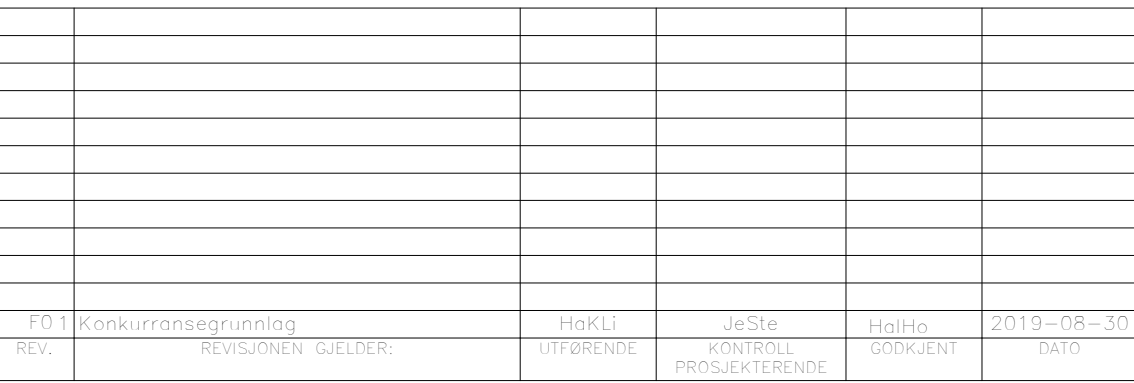 F01 Konkurransegrunnlag HaKLi JeSte HalHo 2019-08-30
REV. REVISJONEN GJELDER: UTFØRENDE KONTROLL GODKJENT DATO
PROSJEKTERENDE